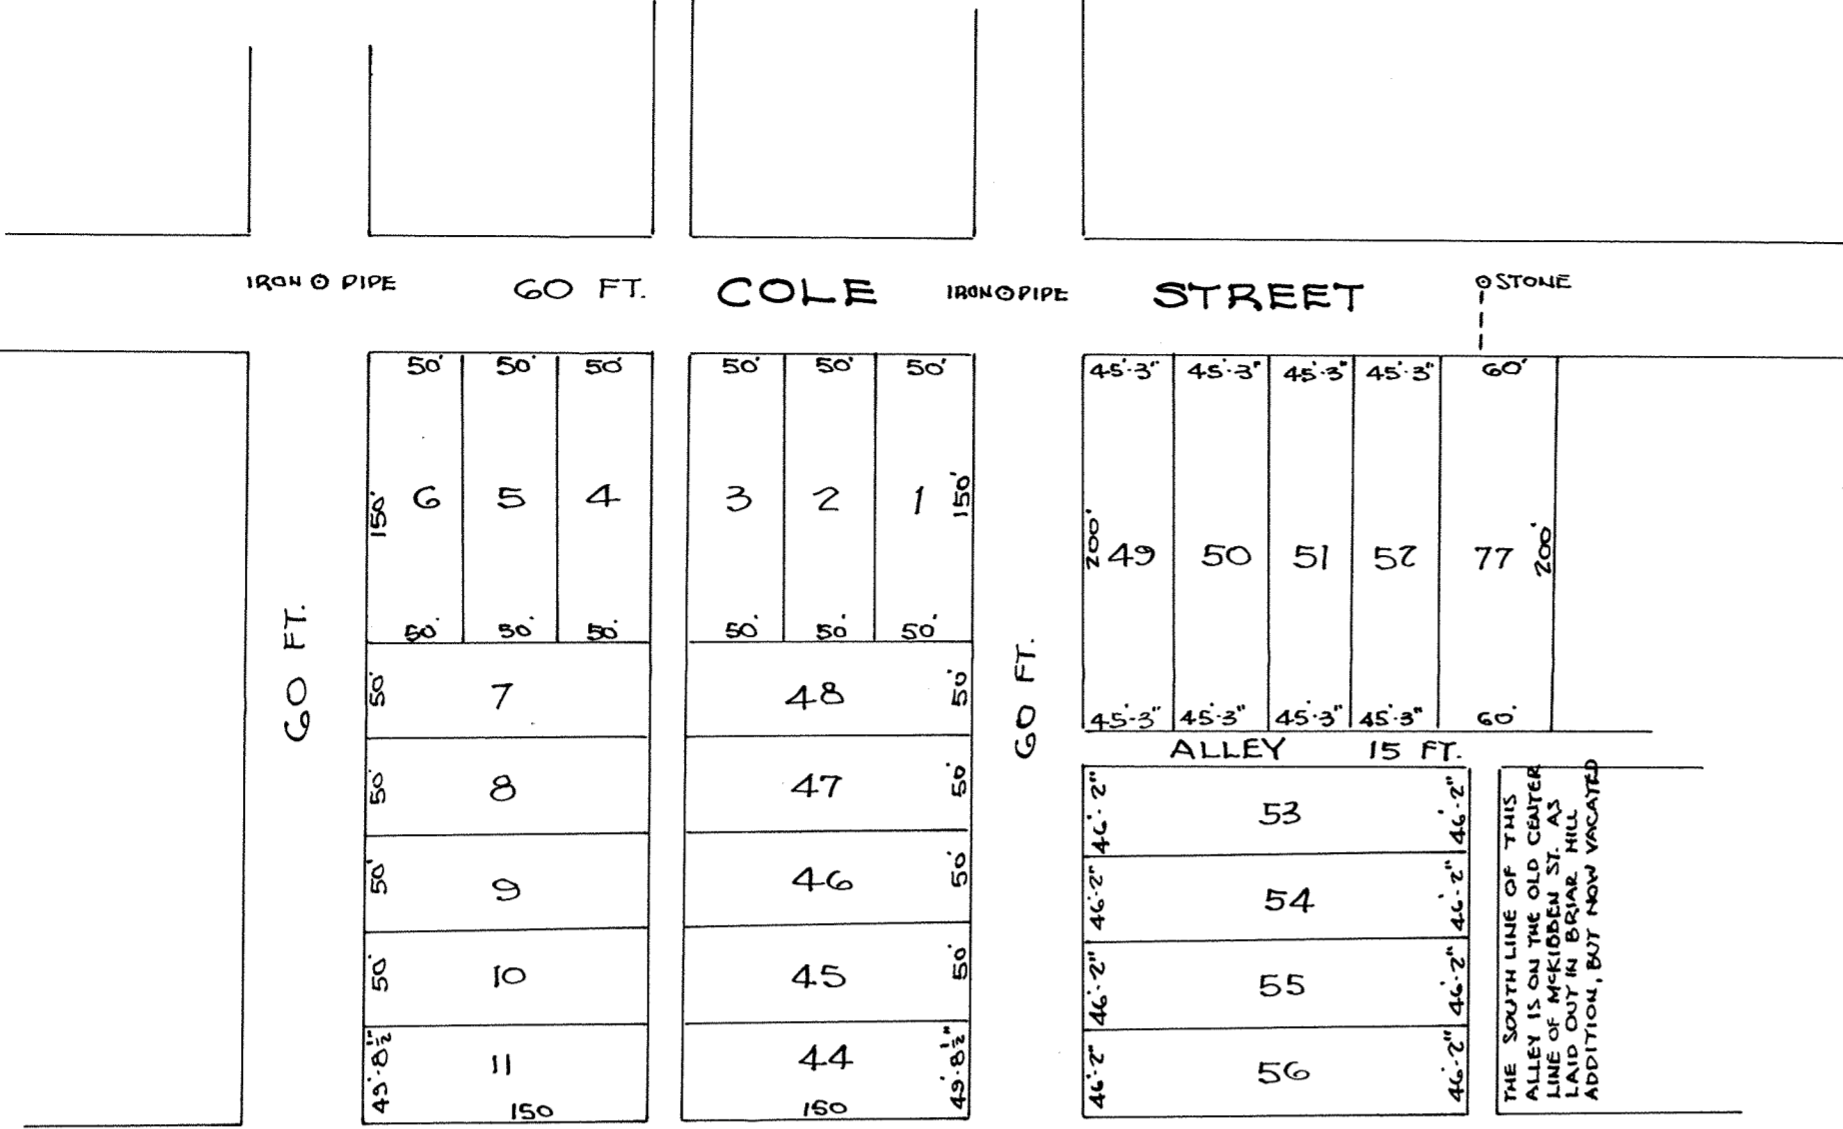 IRON PIPE 60 FT. COLE IRON PIPE STREET STONE
50' 50' 50' 50' 50' 50' 45'-3" 45'-3" 45'-3" 45'-3" 60'
150' 6 5 4 3 2 1 150'
200' 49 50 51 52 77 200'
50' 50' 50' 50' 50' 50'
60 FT.
60 FT.
45'-3" 45'-3" 45'-3" 45'-3" 60'
50' 7 48 50'
ALLEY 15 FT.
50' 8 47 50'
46'-2" 53 46'-2"
50' 9 46 50'
46'-2" 54 46'-2"
50' 10 45 50'
46'-2" 55 46'-2"
49'-8½" 11 44 49'-8½"
46'-2" 56 46'-2"
150 150
THE SOUTH LINE OF THIS
ALLEY IS ON THE OLD CENTER
LINE OF McKIBBEN ST. AS
LAID OUT IN BRIAR HILL
ADDITION, BUT NOW VACATED